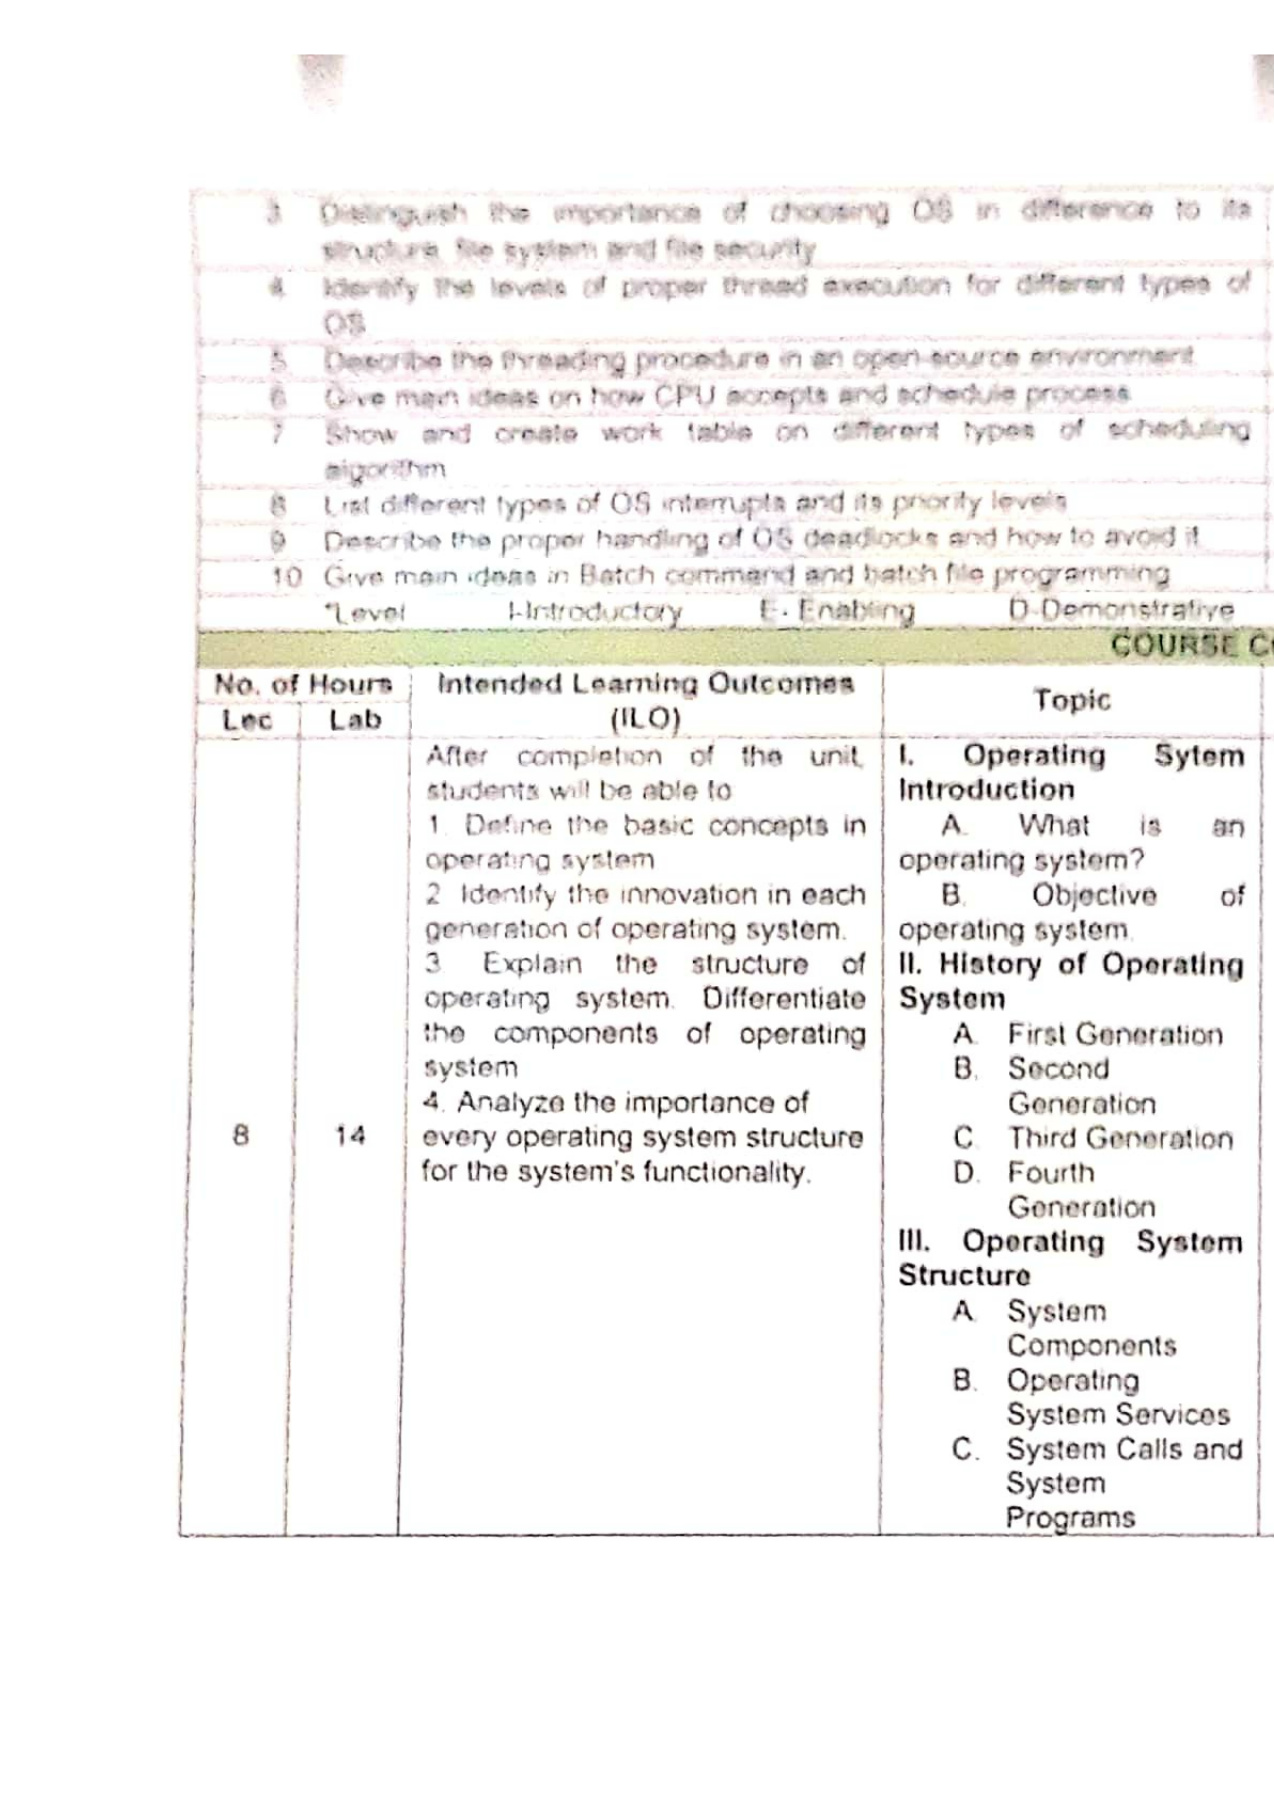 3 Distinguish the importance of choosing OS in difference to its
structure, file system and file security
4 Identify the levels of proper thread execution for different types of
OS
5 Describe the threading procedure in an open source environment
6 Give main ideas on how CPU accepts and schedule process
7 Show and create work table on different types of scheduling
algorithm
8 List different types of OS interrupts and its priority levels
9 Describe the proper handling of OS deadlocks and how to avoid it
10 Give main ideas in Batch command and batch file programming
*Level I-Introductory E- Enabling D-Demonstrative
COURSE
No. of Hours
Lec Lab
Intended Learning Outcomes
(ILO)
Topic
8
14
After completion of the unit,
students will be able to
1. Define the basic concepts in
operating system
2 Identify the innovation in each
generation of operating system.
3 Explain the structure of
operating system. Differentiate
the components of operating
system
4. Analyze the importance of
every operating system structure
for the system's functionality.
I. Operating Sytem
Introduction
A. What is an
operating system?
B. Objective of
operating system.
II. History of Operating
System
A. First Generation
B. Second
Generation
C. Third Generation
D. Fourth
Generation
III. Operating System
Structure
A. System
Components
B. Operating
System Services
C. System Calls and
System
Programs